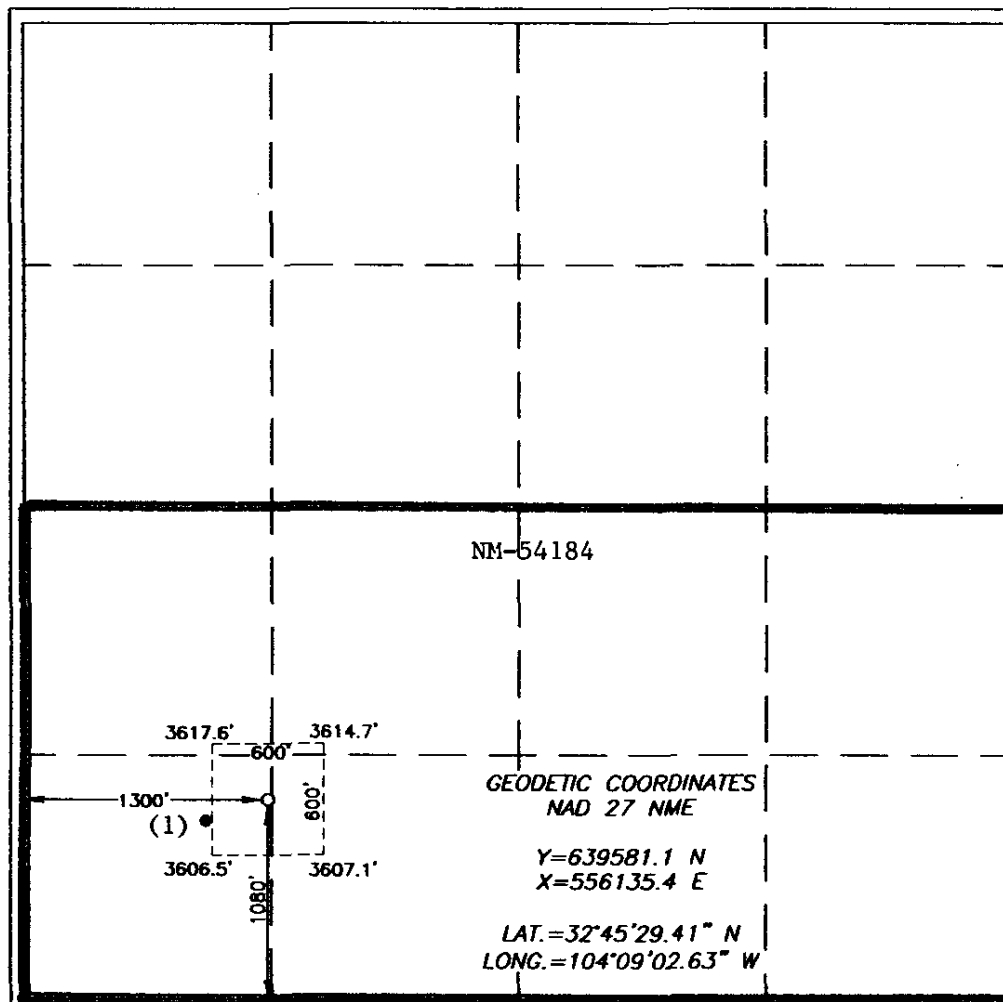 NM-54184
3617.6'
3614.7'
600'
1300'
600'
(1)
3606.5'
3607.1'
1080'
GEODETIC COORDINATES
NAD 27 NME
Y=639581.1 N
X=556135.4 E
LAT.=32°45'29.41" N
LONG.=104°09'02.63" W